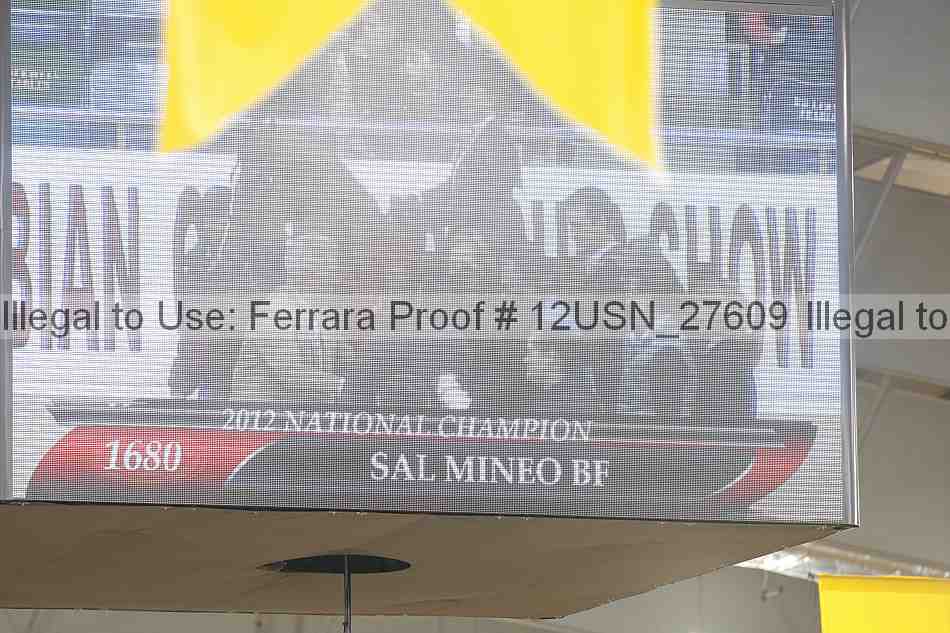 BIAN
SHOW
Illegal to Use: Ferrara Proof # 12USN_27609 Illegal to
2012 NATIONAL CHAMPION
1680
SAL MINEO BF